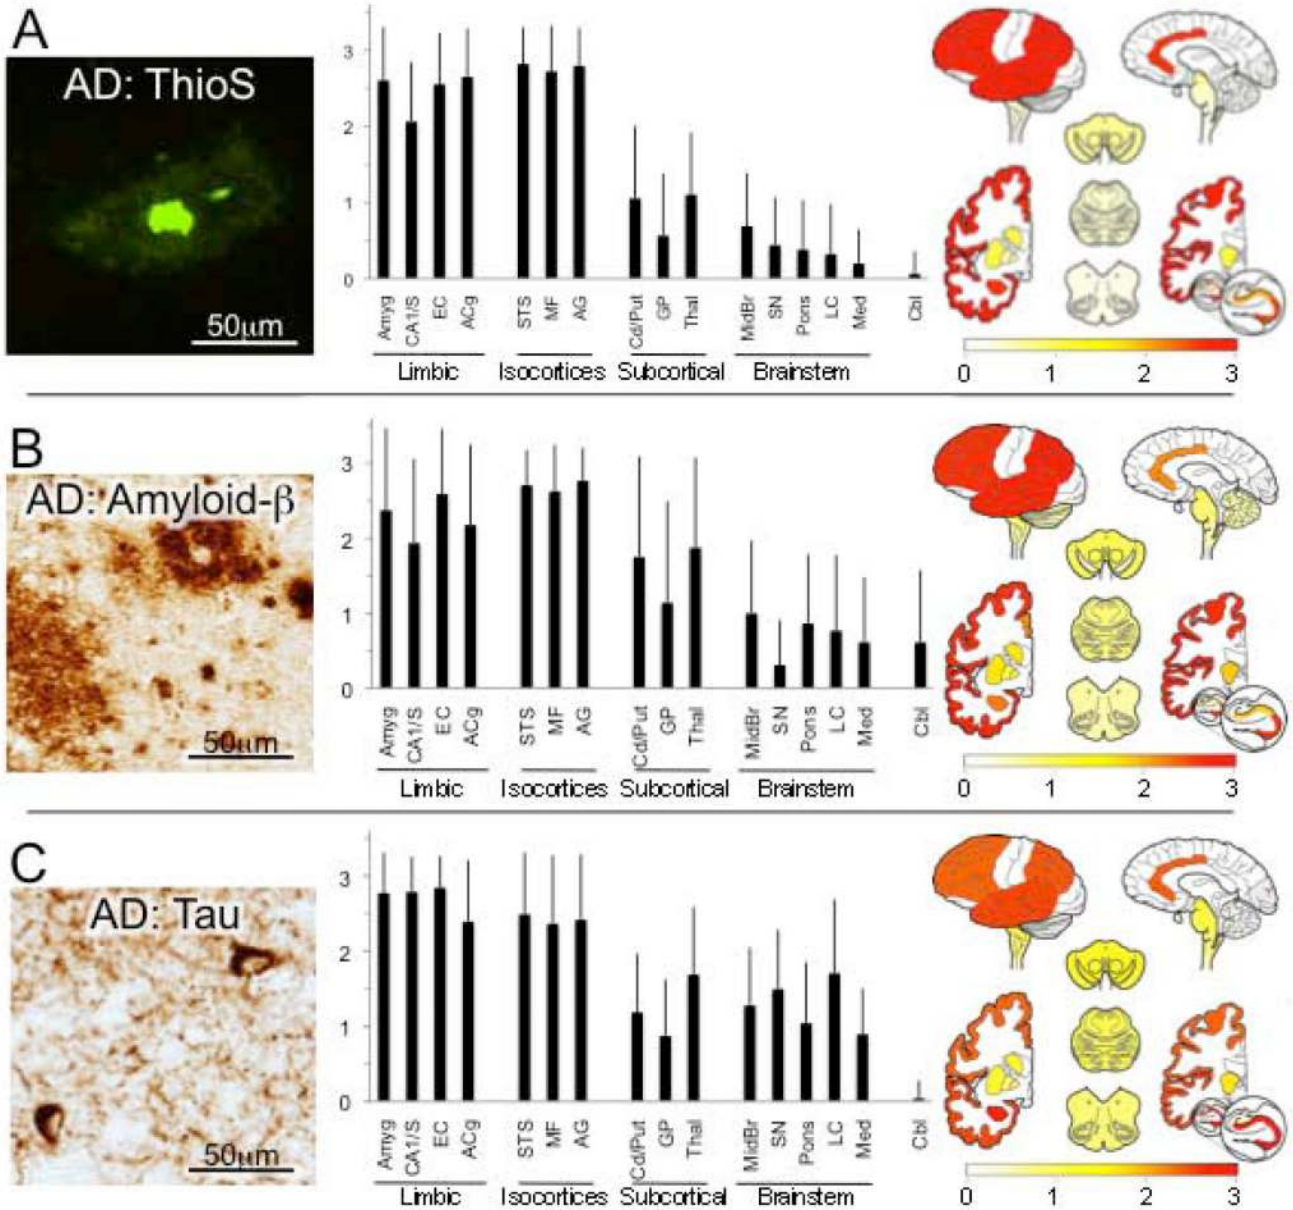 A
AD: ThioS
50μm
3
2
1
0
Amyg
CA1/S
EC
ACg
STS
MF
AG
Cd/Put
GP
Thal
MidBr
SN
Pons
LC
Med
Cbl
Limbic
Isocortices
Subcortical
Brainstem
0 1 2 3
B
AD: Amyloid-β
50μm
3
2
1
0
Amyg
CA1/S
EC
ACg
STS
MF
AG
Cd/Put
GP
Thal
MidBr
SN
Pons
LC
Med
Cbl
Limbic
Isocortices
Subcortical
Brainstem
0 1 2 3
C
AD: Tau
50μm
3
2
1
0
Amyg
CA1/S
EC
ACg
STS
MF
AG
Cd/Put
GP
Thal
MidBr
SN
Pons
LC
Med
Cbl
Limbic
Isocortices
Subcortical
Brainstem
0 1 2 3